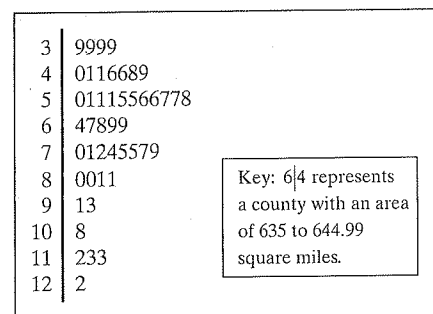 3 9999
4 0116689
5 01115566778
6 47899
7 01245579
8 0011
9 13
10 8
11 233
12 2
Key: 6|4 represents
a county with an area
of 635 to 644.99
square miles.